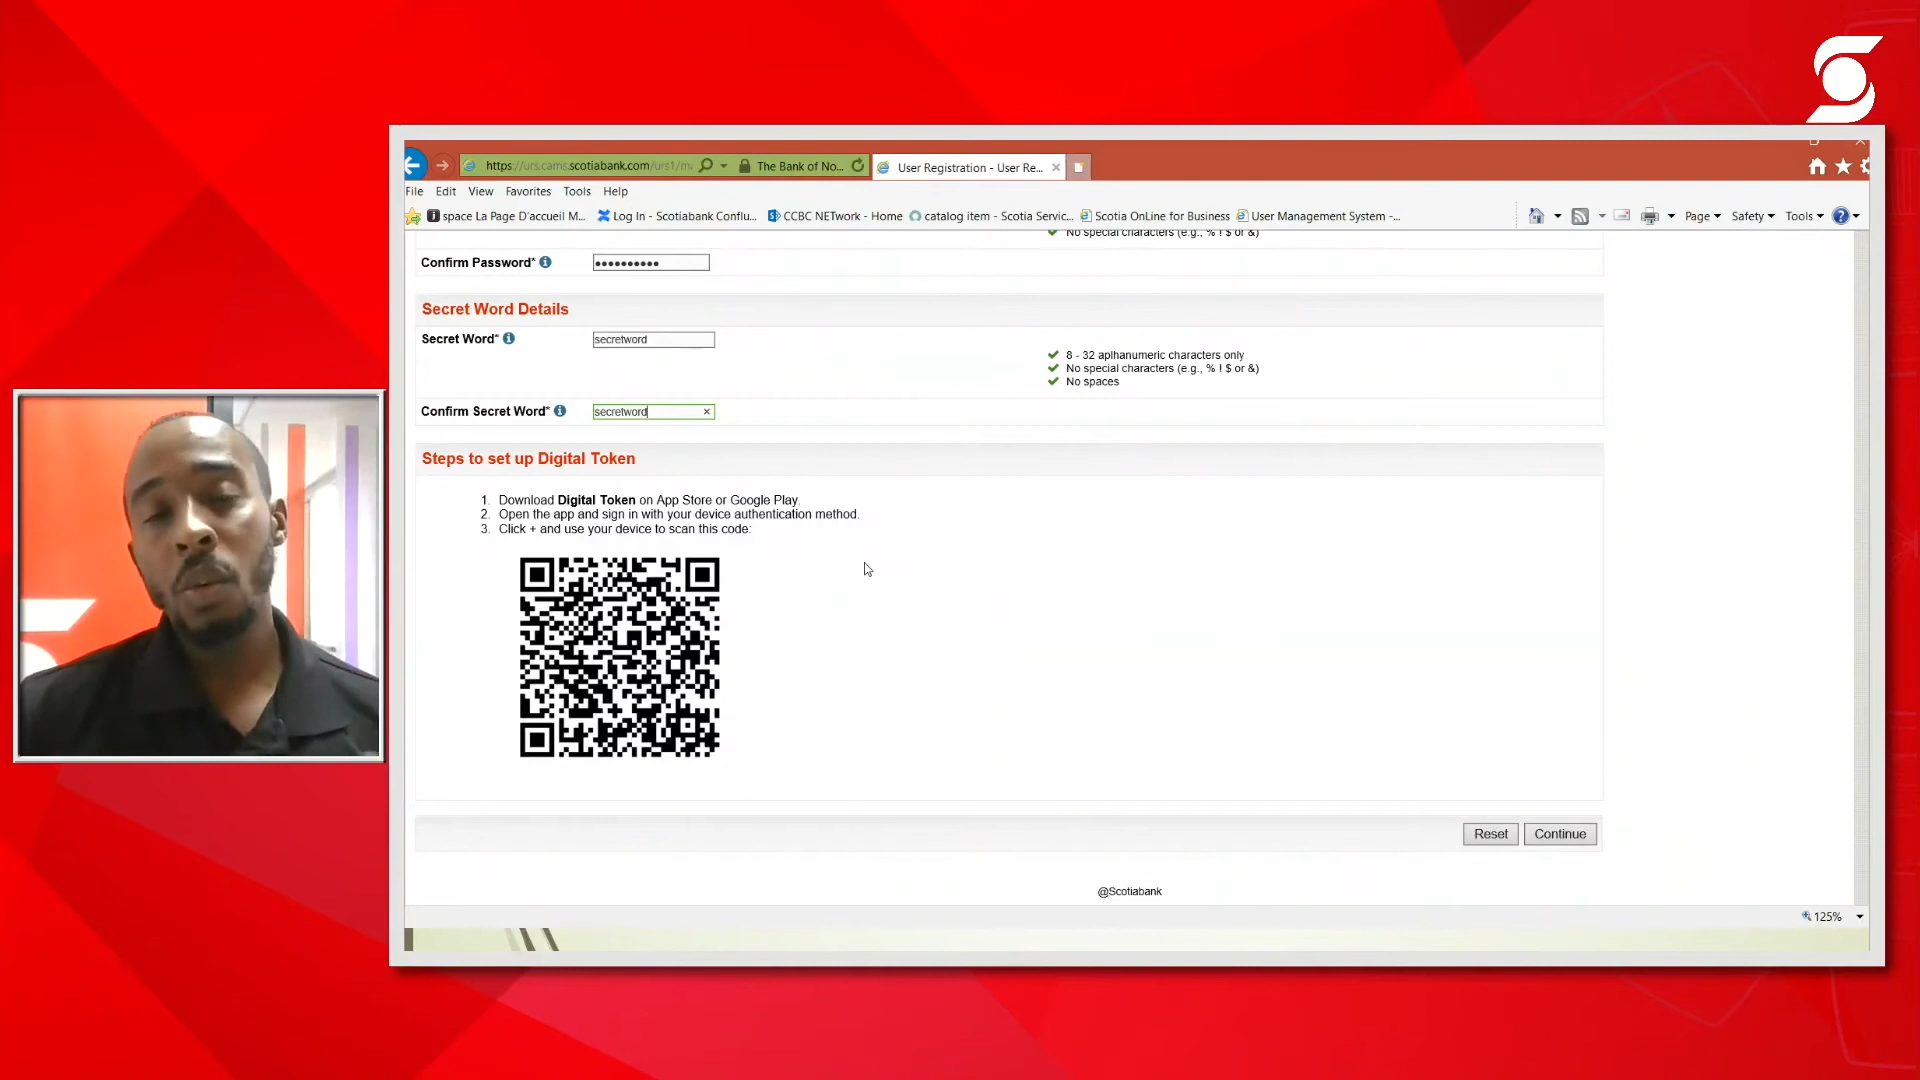 https://urs.cams.scotiabank.com/urs1/m The Bank of No... User Registration - User Re...
File Edit View Favorites Tools Help
space La Page D'accueil M... Log In - Scotiabank Conflu... CCBC NETwork - Home catalog item - Scotia Servic... Scotia OnLine for Business User Management System -... Page Safety Tools
No special characters (e.g., % ! $ or &)
Confirm Password*
Secret Word Details
Secret Word* secretword
8 - 32 aplhanumeric characters only
No special characters (e.g., % ! $ or &)
No spaces
Confirm Secret Word* secretword
Steps to set up Digital Token
1. Download Digital Token on App Store or Google Play.
2. Open the app and sign in with your device authentication method.
3. Click + and use your device to scan this code:
Reset Continue
@Scotiabank
125%